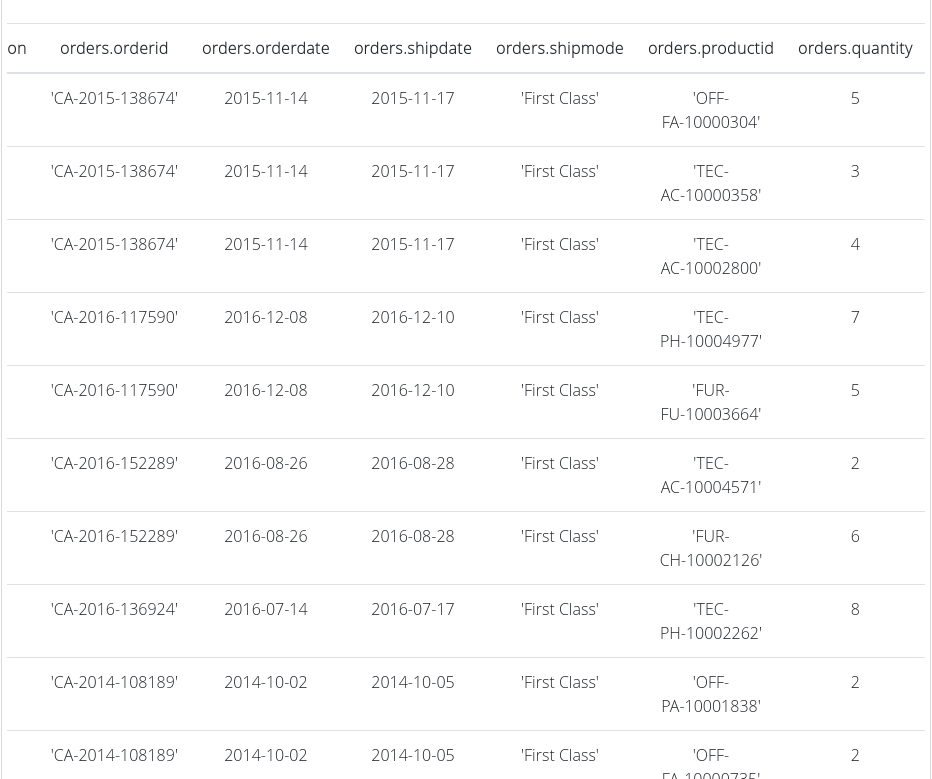 on orders.orderid orders.orderdate orders.shipdate orders.shipmode orders.productid orders.quantity
'CA-2015-138674' 2015-11-14 2015-11-17 'First Class' 'OFF- 5
FA-10000304'
'CA-2015-138674' 2015-11-14 2015-11-17 'First Class' 'TEC- 3
AC-10000358'
'CA-2015-138674' 2015-11-14 2015-11-17 'First Class' 'TEC- 4
AC-10002800'
'CA-2016-117590' 2016-12-08 2016-12-10 'First Class' 'TEC- 7
PH-10004977'
'CA-2016-117590' 2016-12-08 2016-12-10 'First Class' 'FUR- 5
FU-10003664'
'CA-2016-152289' 2016-08-26 2016-08-28 'First Class' 'TEC- 2
AC-10004571'
'CA-2016-152289' 2016-08-26 2016-08-28 'First Class' 'FUR- 6
CH-10002126'
'CA-2016-136924' 2016-07-14 2016-07-17 'First Class' 'TEC- 8
PH-10002262'
'CA-2014-108189' 2014-10-02 2014-10-05 'First Class' 'OFF- 2
PA-10001838'
'CA-2014-108189' 2014-10-02 2014-10-05 'First Class' 'OFF- 2
FA-10000735'